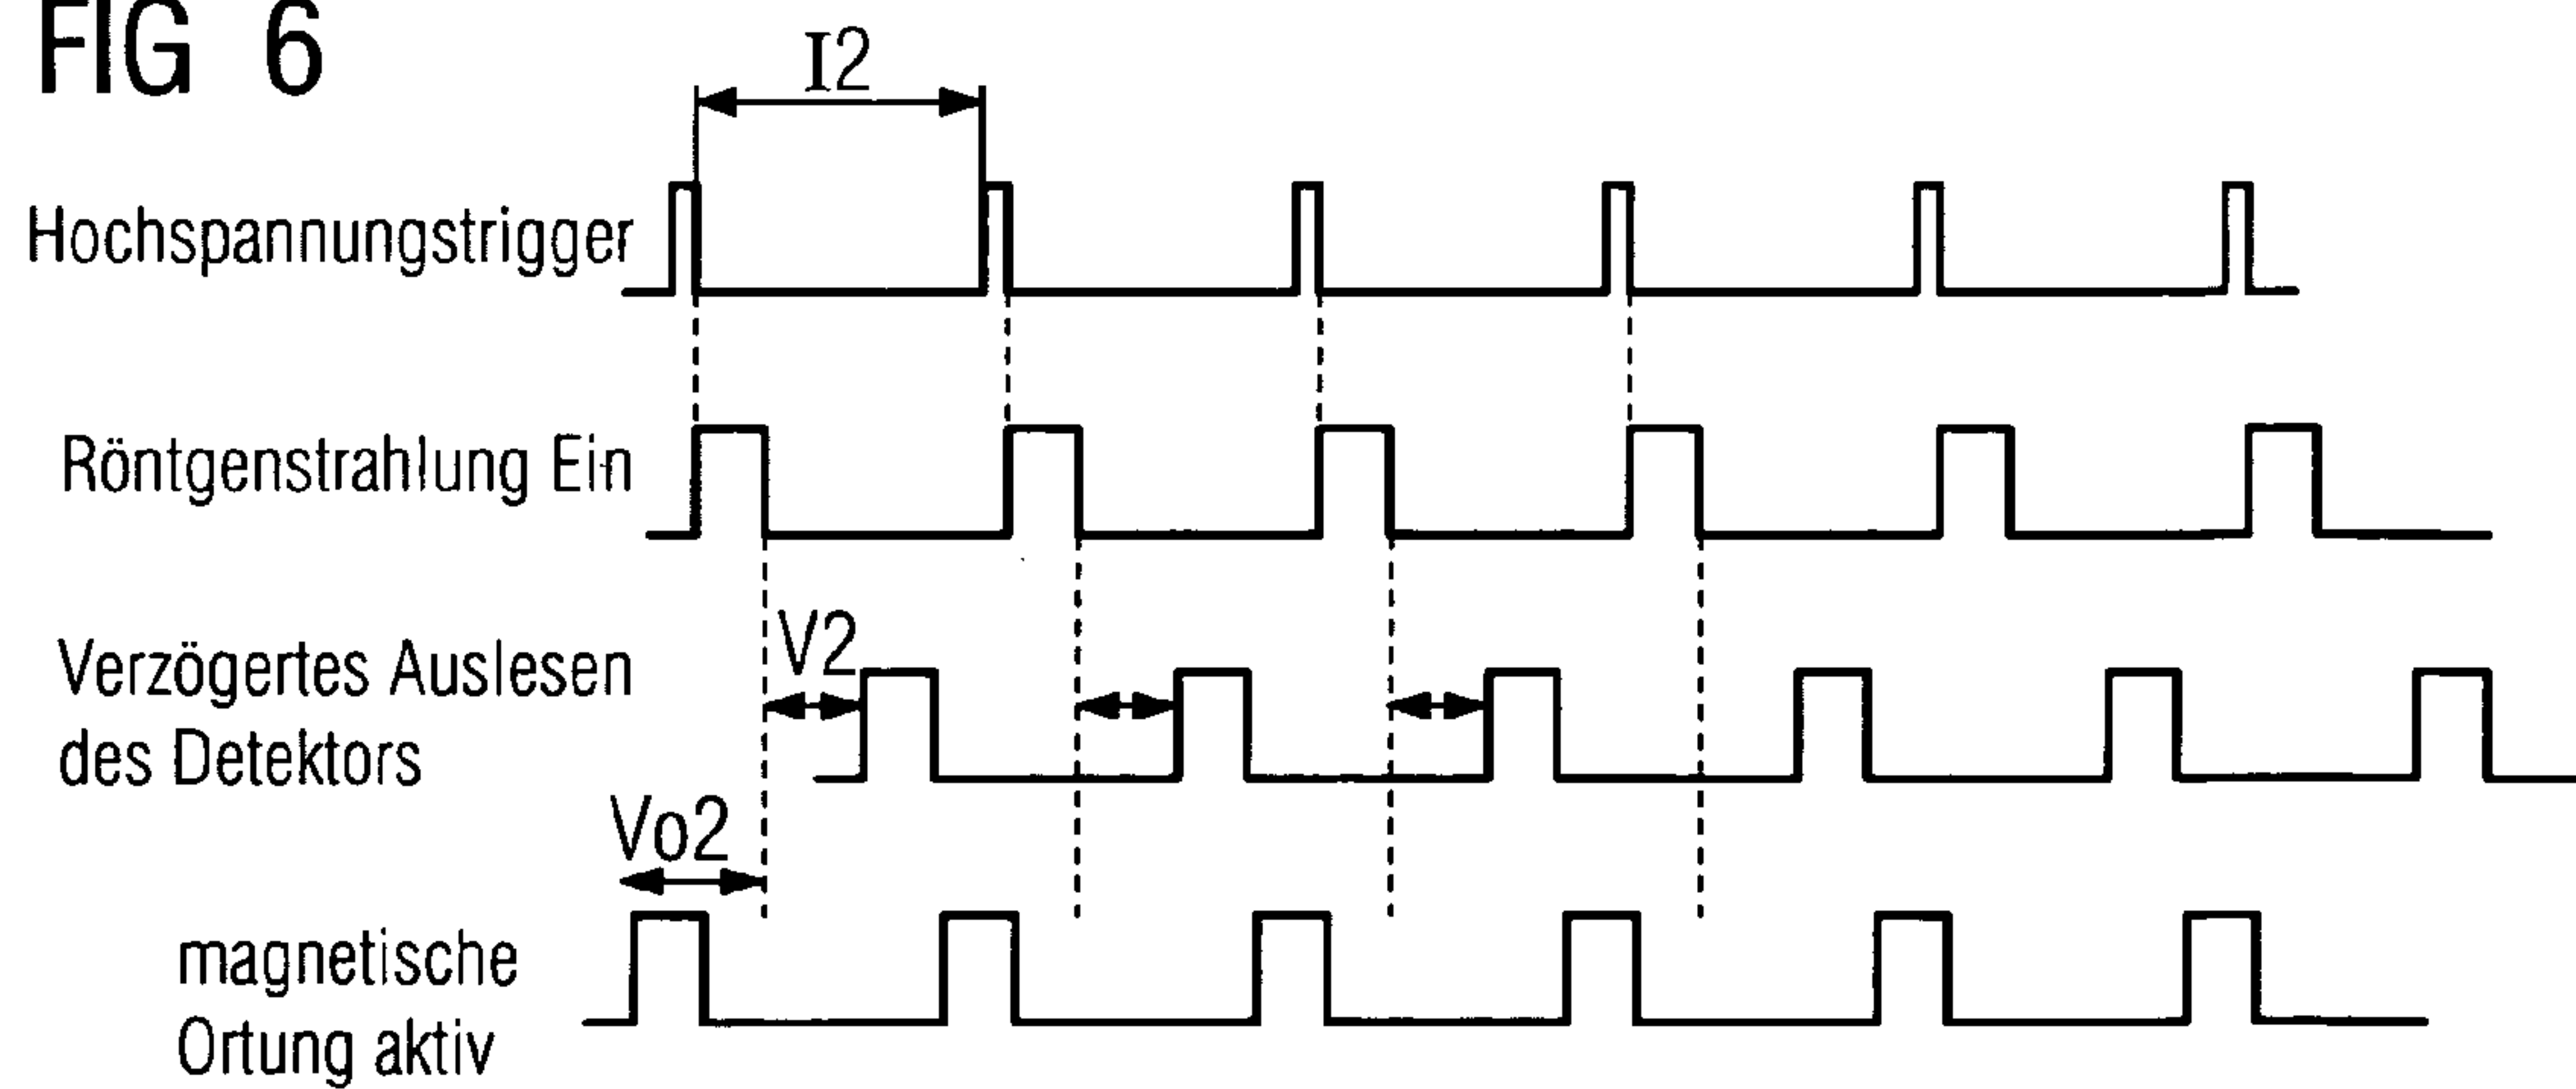 FIG 6
I2
Hochspannungstrigger
Röntgenstrahlung Ein
V2
Verzögertes Auslesen
des Detektors
Vo2
magnetische
Ortung aktiv